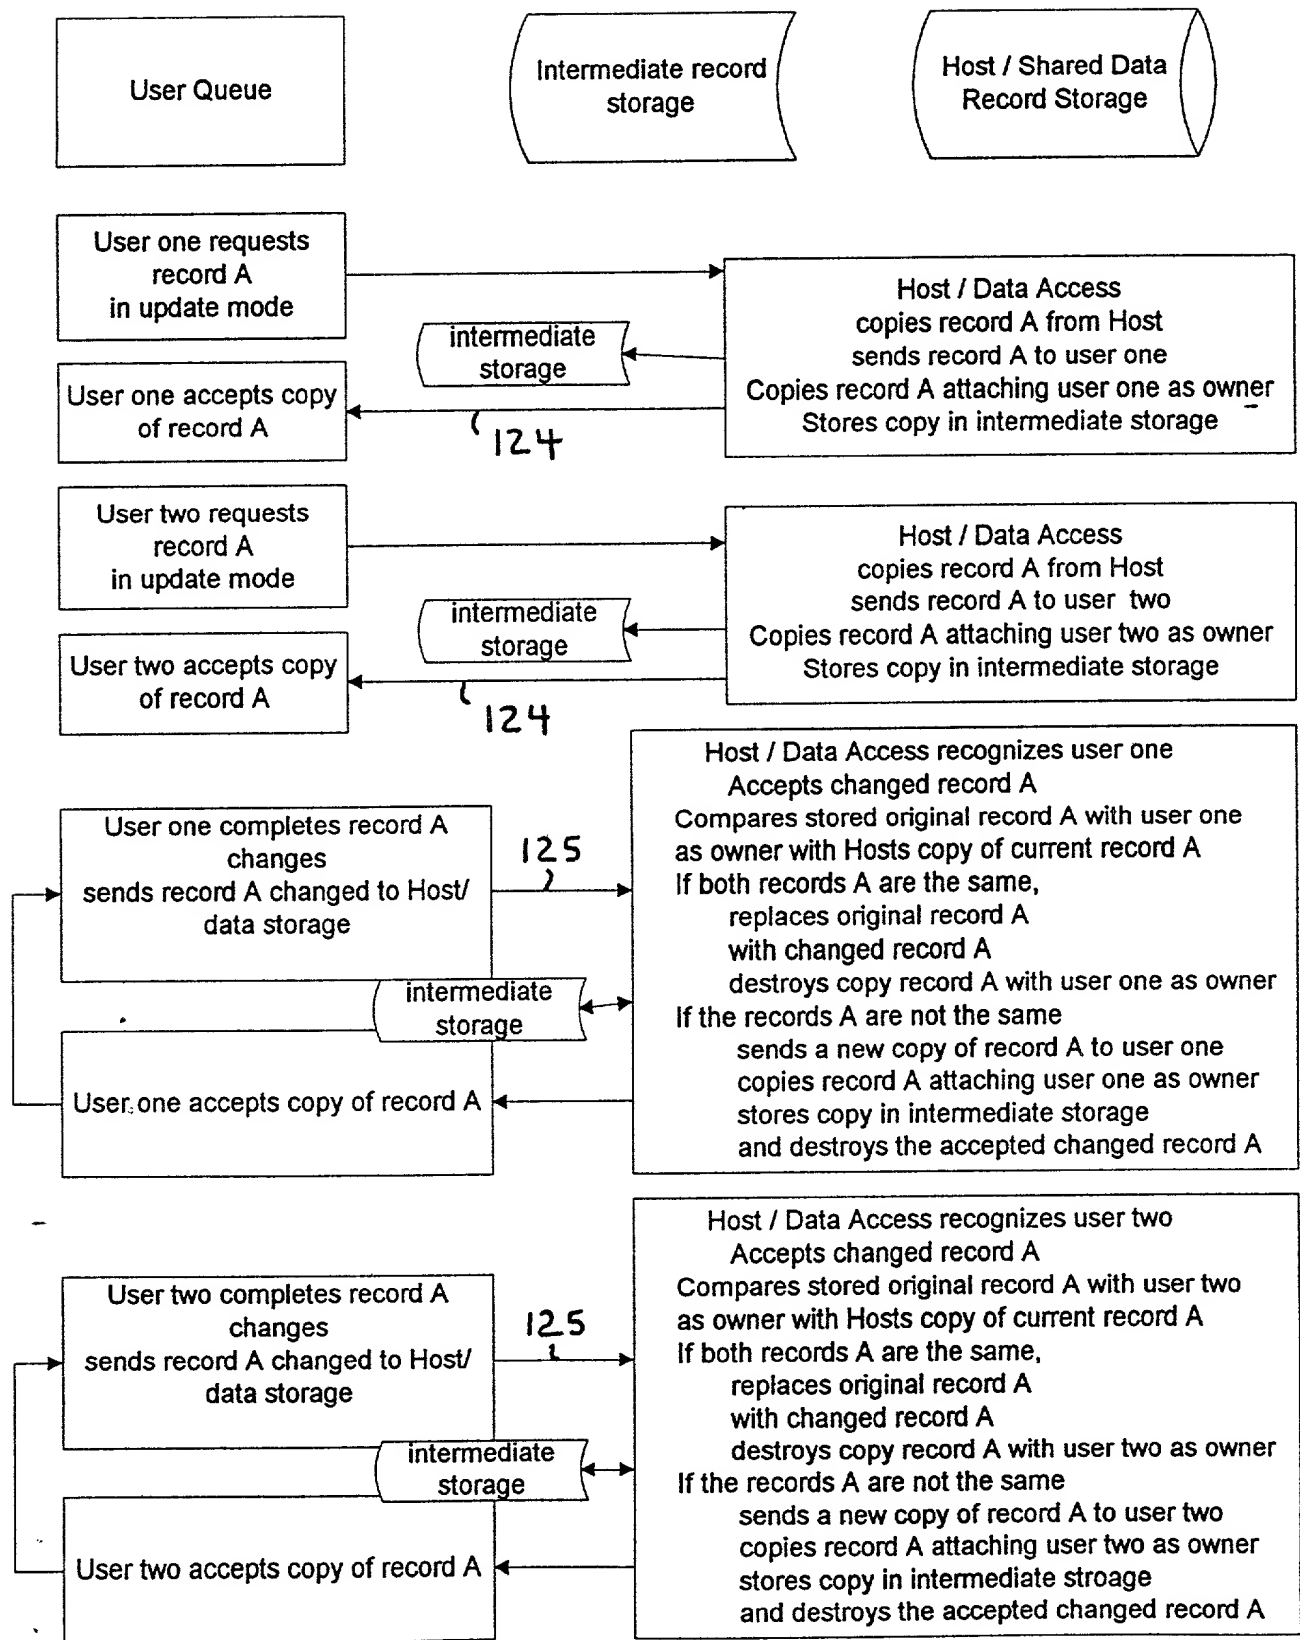 User Queue
Intermediate record
storage
Host / Shared Data
Record Storage
User one requests
record A
in update mode
Host / Data Access
copies record A from Host
sends record A to user one
Copies record A attaching user one as owner
Stores copy in intermediate storage
intermediate
storage
User one accepts copy
of record A
124
User two requests
record A
in update mode
Host / Data Access
copies record A from Host
sends record A to user two
Copies record A attaching user two as owner
Stores copy in intermediate storage
intermediate
storage
User two accepts copy
of record A
124
User one completes record A
changes
sends record A changed to Host/
data storage
125
Host / Data Access recognizes user one
Accepts changed record A
Compares stored original record A with user one
as owner with Hosts copy of current record A
If both records A are the same,
replaces original record A
with changed record A
destroys copy record A with user one as owner
If the records A are not the same
sends a new copy of record A to user one
copies record A attaching user one as owner
stores copy in intermediate storage
and destroys the accepted changed record A
intermediate
storage
User one accepts copy of record A
User two completes record A
changes
sends record A changed to Host/
data storage
125
Host / Data Access recognizes user two
Accepts changed record A
Compares stored original record A with user two
as owner with Hosts copy of current record A
If both records A are the same,
replaces original record A
with changed record A
destroys copy record A with user two as owner
If the records A are not the same
sends a new copy of record A to user two
copies record A attaching user two as owner
stores copy in intermediate stroage
and destroys the accepted changed record A
intermediate
storage
User two accepts copy of record A